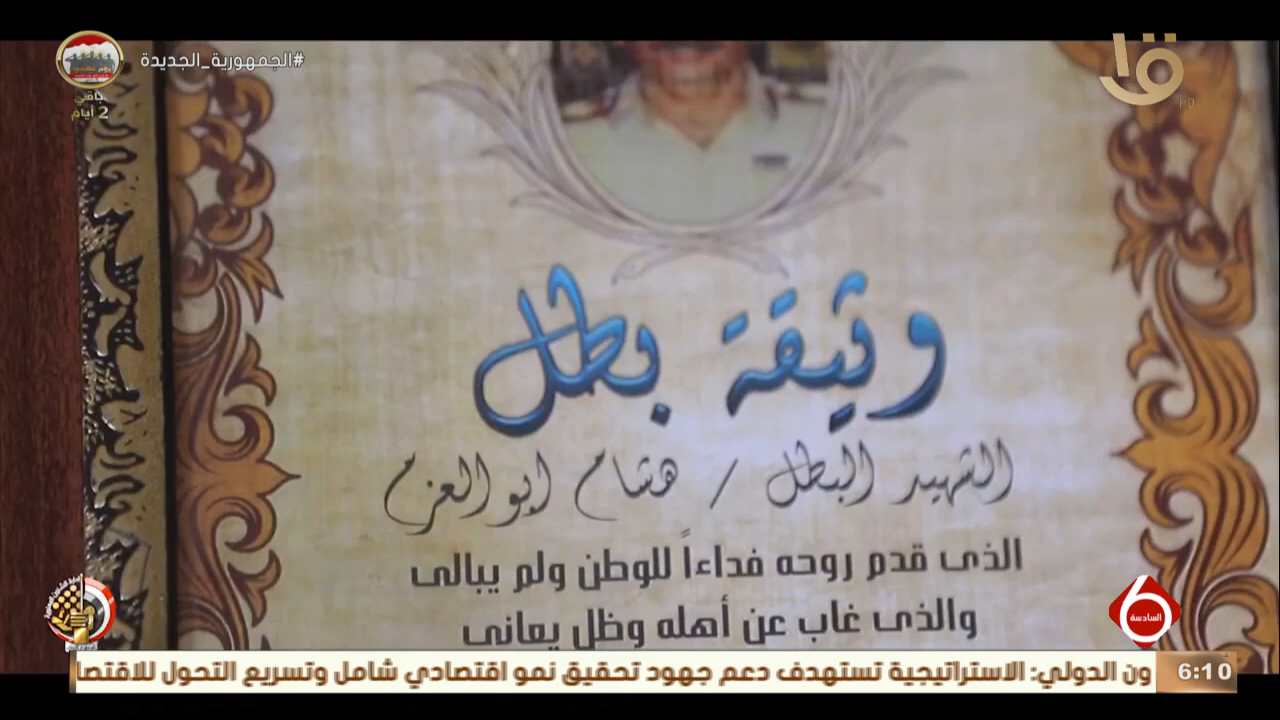 #الجمهورية_الجديدة
باقي
2 أيام
HD
وثيقة بطل
الشهيد البطل / هشام ابو العزم
الذى قدم روحه فداءاً للوطن ولم يبالى
والذى غاب عن أهله وظل يعانى
السادسة
ون الدولي: الاستراتيجية تستهدف دعم جهود تحقيق نمو اقتصادي شامل وتسريع التحول للاقتصا
6:10